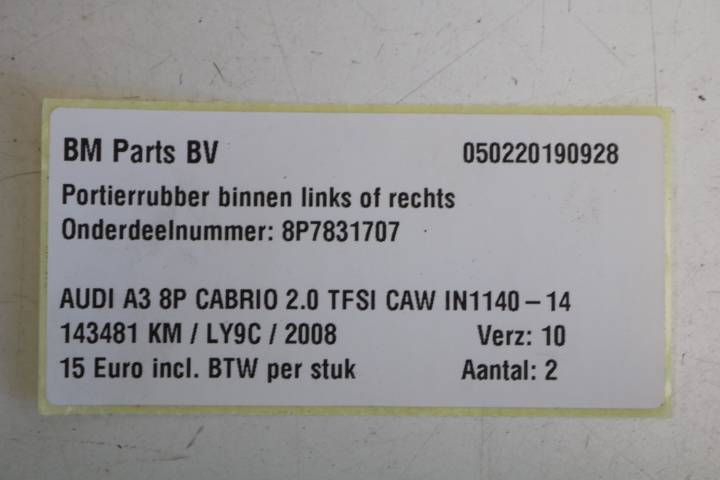 BM Parts BV 050220190928
Portierrubber binnen links of rechts
Onderdeelnummer: 8P7831707
AUDI A3 8P CABRIO 2.0 TFSI CAW IN1140 – 14
143481 KM / LY9C / 2008 Verz: 10
15 Euro incl. BTW per stuk Aantal: 2